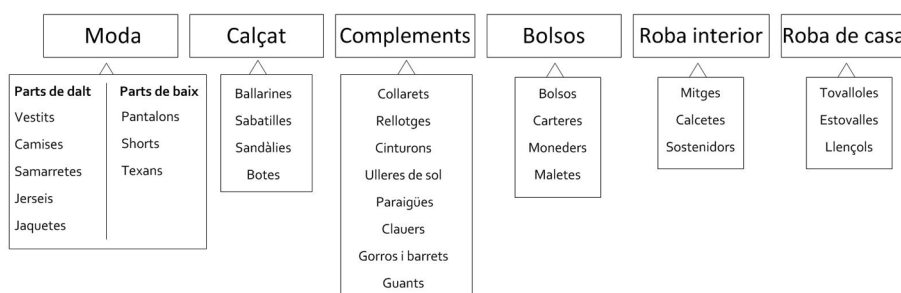 Moda
Parts de dalt
Vestits
Camises
Samarretes
Jerseis
Jaquetes
Parts de baix
Pantalons
Shorts
Texans
Calçat
Ballarines
Sabatilles
Sandàlies
Botes
Complements
Collarets
Rellotges
Cinturons
Ulleres de sol
Paraigües
Clauers
Gorros i barrets
Guants
Bolsos
Bolsos
Carteres
Moneders
Maletes
Roba interior
Mitges
Calcetes
Sostenidors
Roba de casa
Tovalloles
Estovalles
Llençols